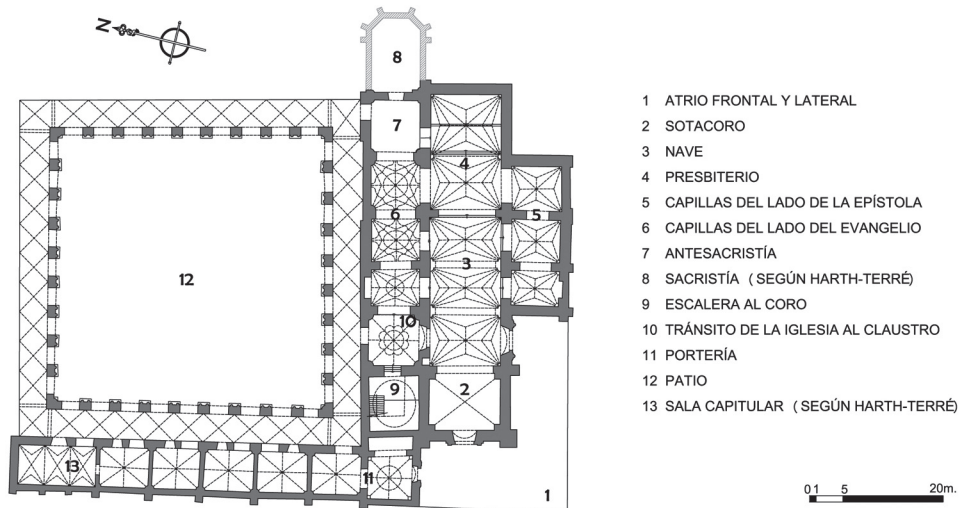 N
8
7
4
6
5
3
12
10
9
2
13
11
1
1 ATRIO FRONTAL Y LATERAL
2 SOTACORO
3 NAVE
4 PRESBITERIO
5 CAPILLAS DEL LADO DE LA EPÍSTOLA
6 CAPILLAS DEL LADO DEL EVANGELIO
7 ANTESACRISTÍA
8 SACRISTÍA (SEGÚN HARTH-TERRÉ)
9 ESCALERA AL CORO
10 TRÁNSITO DE LA IGLESIA AL CLAUSTRO
11 PORTERÍA
12 PATIO
13 SALA CAPITULAR (SEGÚN HARTH-TERRÉ)
0 1 5 20m.